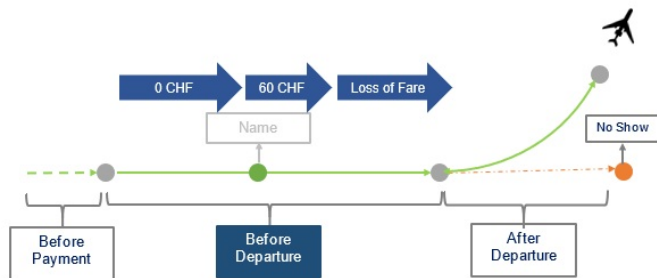 0 CHF
60 CHF
Loss of Fare
Name
No Show
Before
Payment
Before
Departure
After
Departure